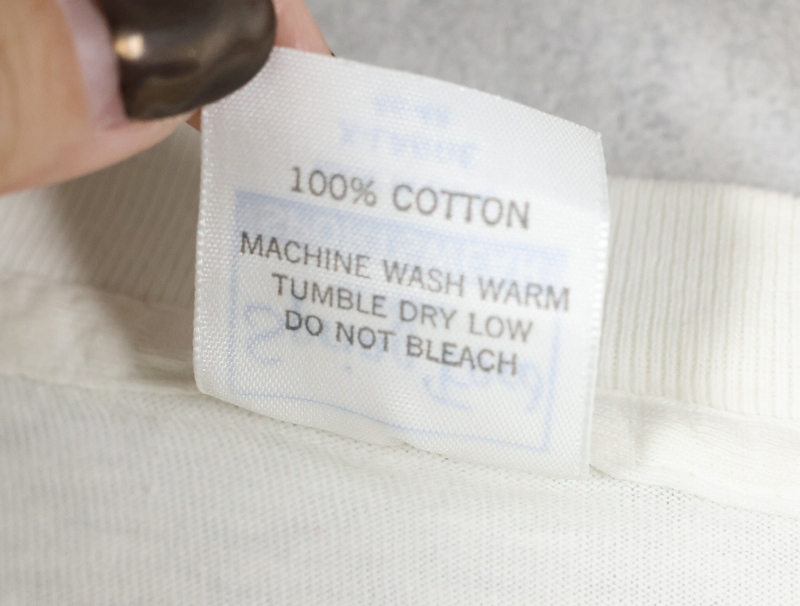 100% COTTON
MACHINE WASH WARM
TUMBLE DRY LOW
DO NOT BLEACH